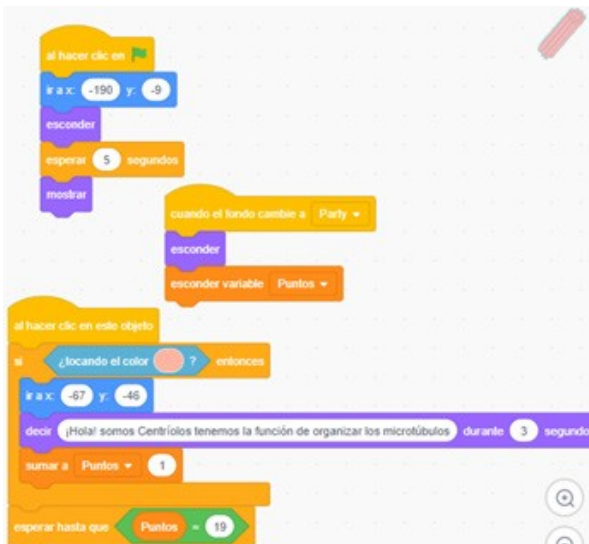 al hacer clic en
ir a x: -190 y: -9
esconder
esperar 5 segundos
mostrar
cuando el fondo cambie a Party
esconder
esconder variable Puntos
al hacer clic en este objeto
si ¿tocando el color ? entonces
ir a x: -67 y: -46
decir ¡Hola! somos Centríolos tenemos la función de organizar los microtúbulos durante 3 segundo
sumar a Puntos 1
esperar hasta que Puntos = 19